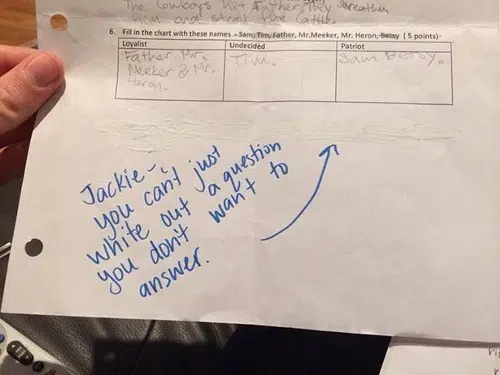 The Cowboys hit Father, They threaten
him and steal the Cattle.
6. Fill in the chart with these names - Sam, Tim, Father, Mr.Meeker, Mr. Heron, Betsy ( 5 points)-
Loyalist Undecided Patriot
Father Mr. Tim. Sam Betsy.
Meeker & Mr.
Heron.
Jackie-
you can't just
white out a question
you don't want to
answer.